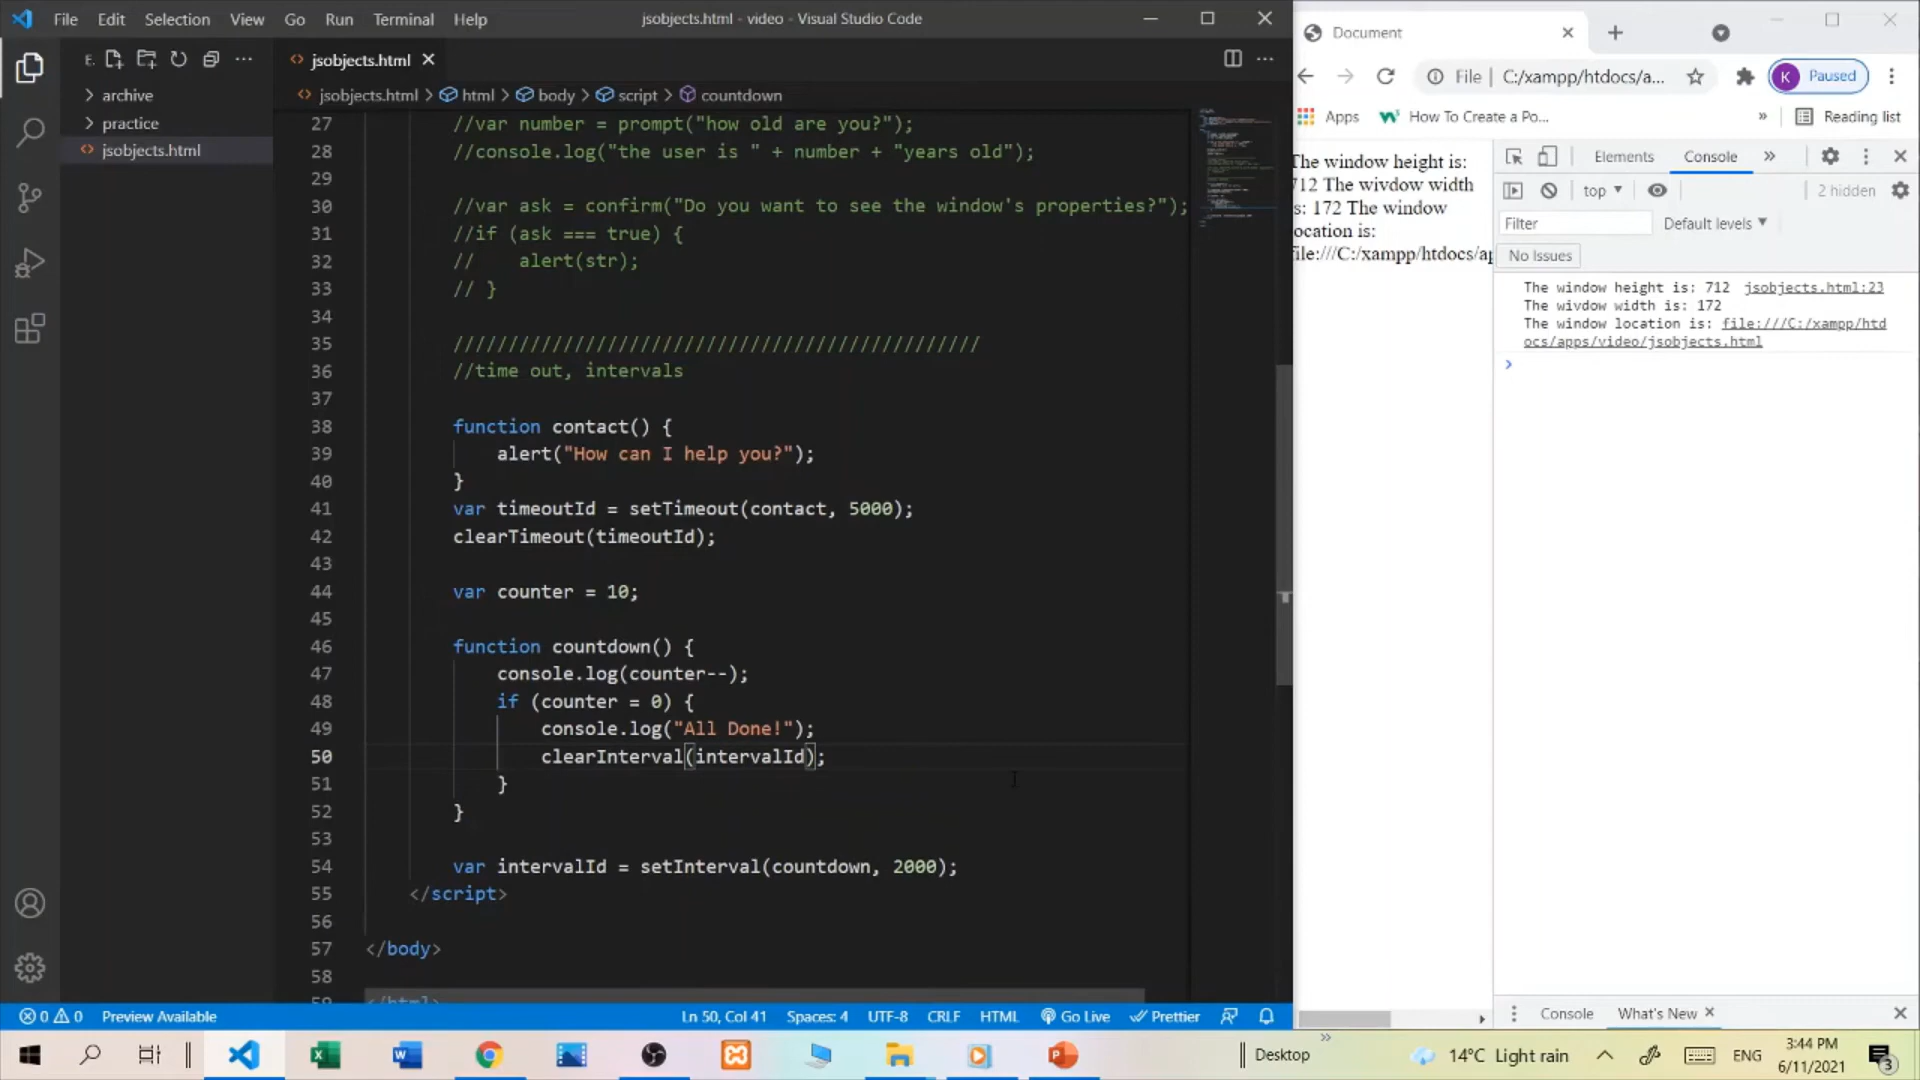 File Edit Selection View Go Run Terminal Help
jsobjects.html - video - Visual Studio Code
E.
archive
practice
jsobjects.html
jsobjects.html
jsobjects.html > html > body > script > countdown
27 //var number = prompt("how old are you?");
28 //console.log("the user is " + number + "years old");
29
30 //var ask = confirm("Do you want to see the window's properties?");
31 //if (ask === true) {
32 //    alert(str);
33 // }
34
35 ////////////////////////////////////////////////
36 //time out, intervals
37
38 function contact() {
39 alert("How can I help you?");
40 }
41 var timeoutId = setTimeout(contact, 5000);
42 clearTimeout(timeoutId);
43
44 var counter = 10;
45
46 function countdown() {
47 console.log(counter--);
48 if (counter = 0) {
49 console.log("All Done!");
50 clearInterval(intervalId);
51 }
52 }
53
54 var intervalId = setInterval(countdown, 2000);
55 </script>
56
57 </body>
58
59 </html>
0 0 Preview Available
Ln 50, Col 41 Spaces: 4 UTF-8 CRLF HTML Go Live Prettier
Document
File C:/xampp/htdocs/a... K Paused
Apps How To Create a Po... » Reading list
The window height is:
712 The wivdow width
is: 172 The window
location is:
file:///C:/xampp/htdocs/ap
Elements Console »
top 2 hidden
Filter Default levels
No Issues
The window height is: 712 jsobjects.html:23
The wivdow width is: 172
The window location is: file:///C:/xampp/htd
ocs/apps/video/jsobjects.html
Console What's New
Desktop » 14°C Light rain ENG
3:44 PM
6/11/2021
3